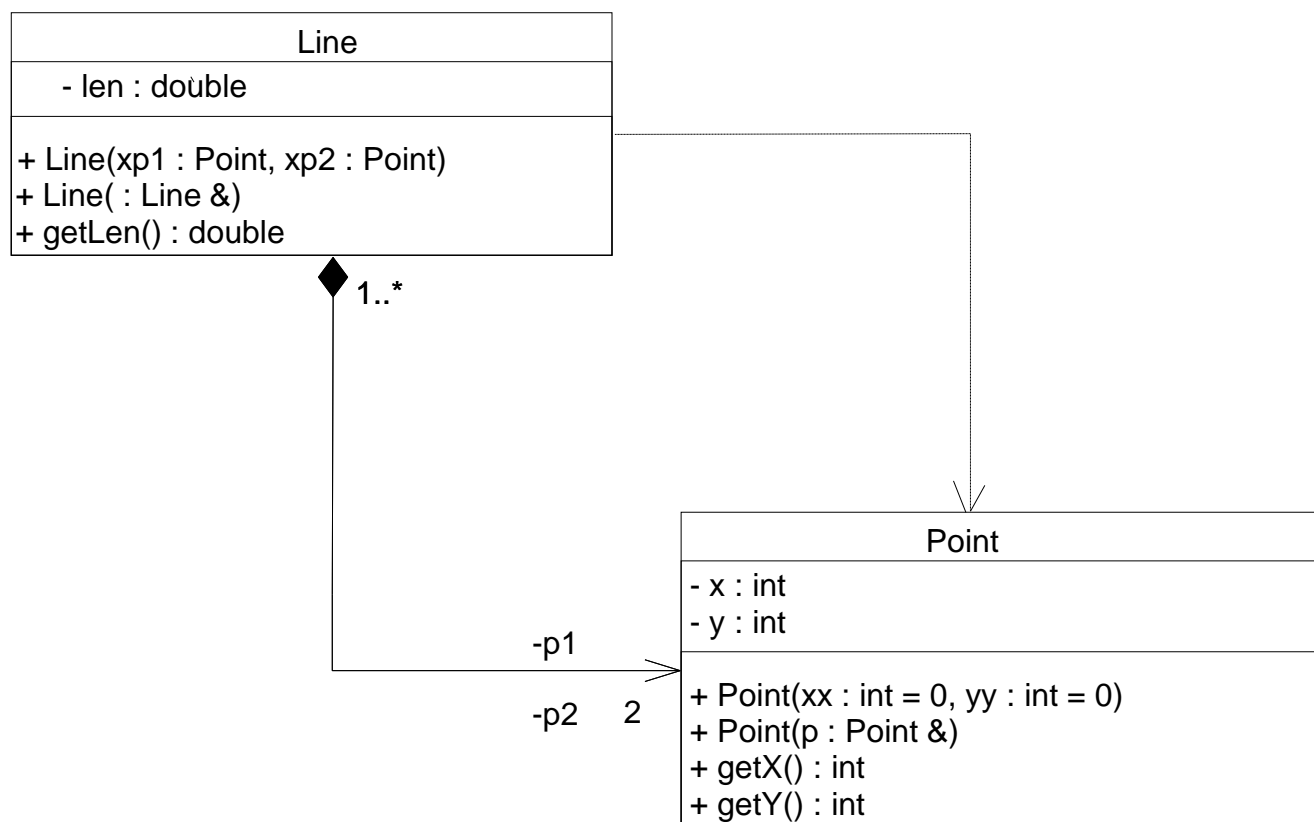 Line
- len : double
+ Line(xp1 : Point, xp2 : Point)
+ Line( : Line &)
+ getLen() : double
1..*
-p1
-p2 2
Point
- x : int
- y : int
+ Point(xx : int = 0, yy : int = 0)
+ Point(p : Point &)
+ getX() : int
+ getY() : int